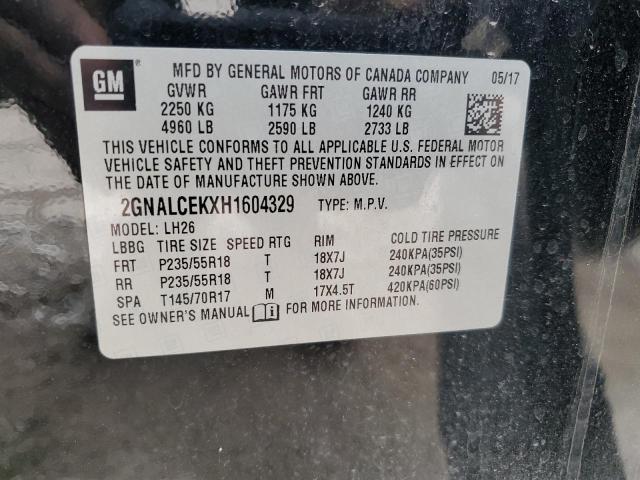 GM
MFD BY GENERAL MOTORS OF CANADA COMPANY 05/17
GVWR GAWR FRT GAWR RR
2250 KG 1175 KG 1240 KG
4960 LB 2590 LB 2733 LB
THIS VEHICLE CONFORMS TO ALL APPLICABLE U.S. FEDERAL MOTOR
VEHICLE SAFETY AND THEFT PREVENTION STANDARDS IN EFFECT ON
THE DATE OF MANUFACTURE SHOWN ABOVE.
2GNALCEKXH1604329 TYPE: M.P.V.
MODEL: LH26
LBBG TIRE SIZE SPEED RTG RIM COLD TIRE PRESSURE
FRT P235/55R18 T 18X7J 240KPA(35PSI)
RR P235/55R18 T 18X7J 240KPA(35PSI)
SPA T145/70R17 M 17X4.5T 420KPA(60PSI)
SEE OWNER'S MANUAL FOR MORE INFORMATION.